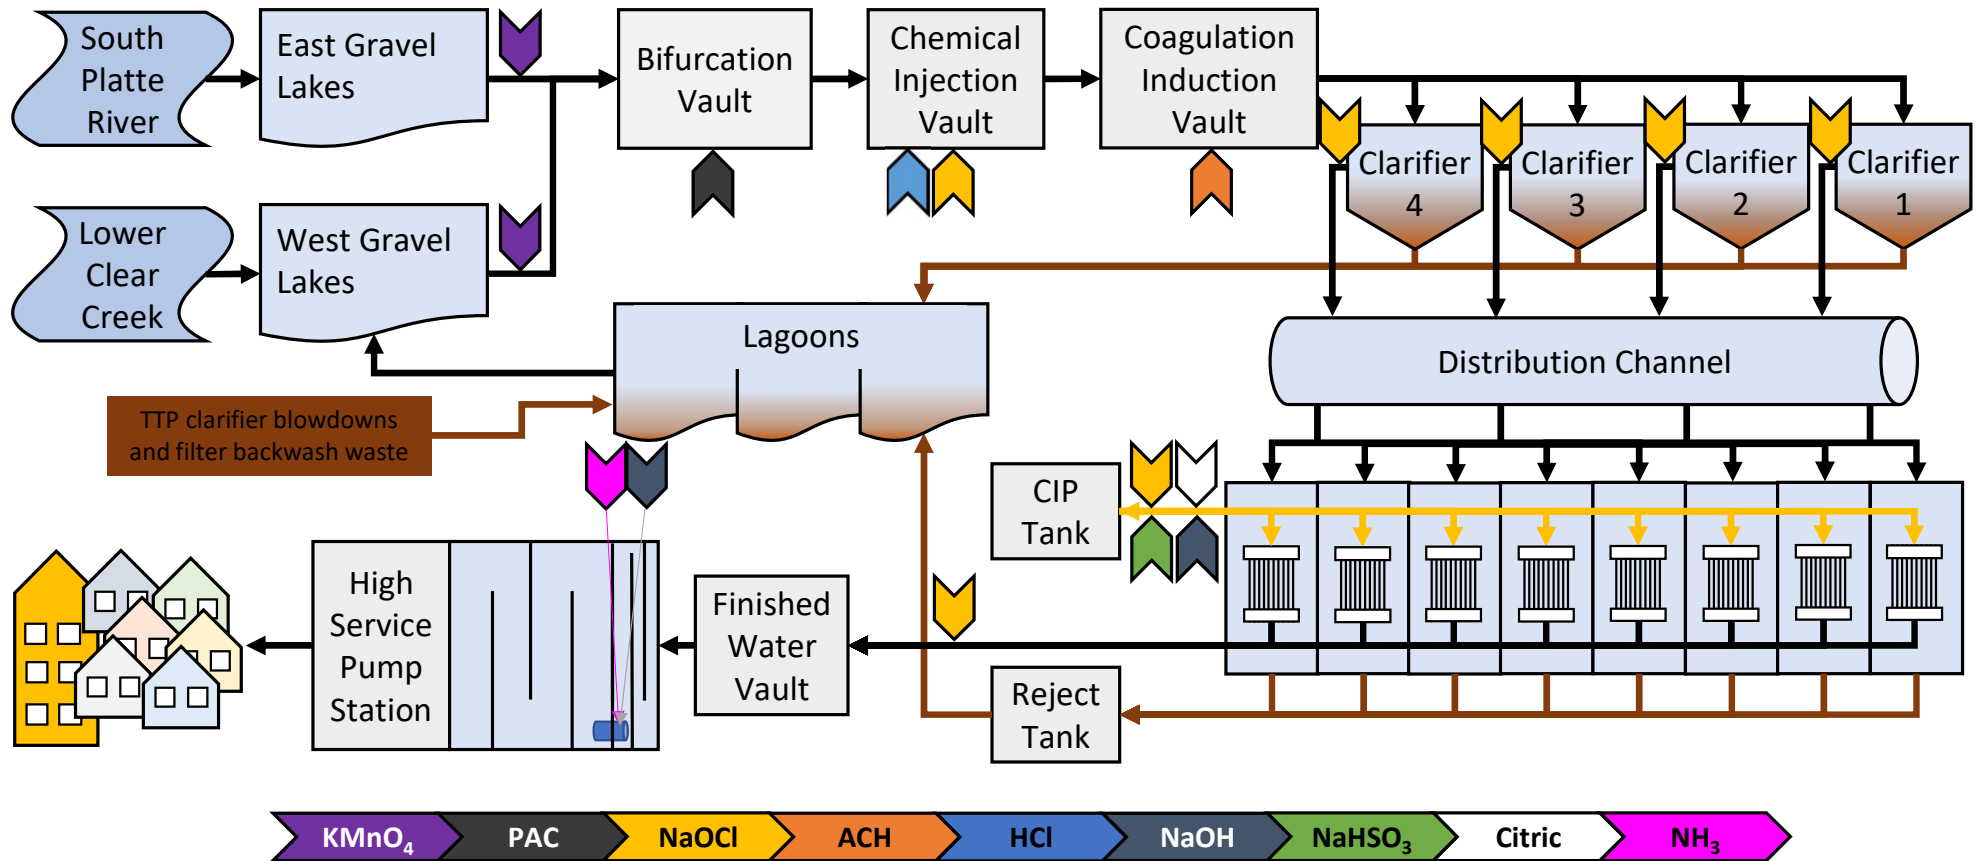 South
Platte
River
East Gravel
Lakes
Bifurcation
Vault
Chemical
Injection
Vault
Coagulation
Induction
Vault
Clarifier
4
Clarifier
3
Clarifier
2
Clarifier
1
Lower
Clear
Creek
West Gravel
Lakes
Lagoons
Distribution Channel
TTP clarifier blowdowns
and filter backwash waste
CIP
Tank
High
Service
Pump
Station
Finished
Water
Vault
Reject
Tank
KMnO₄
PAC
NaOCl
ACH
HCl
NaOH
NaHSO₃
Citric
NH₃